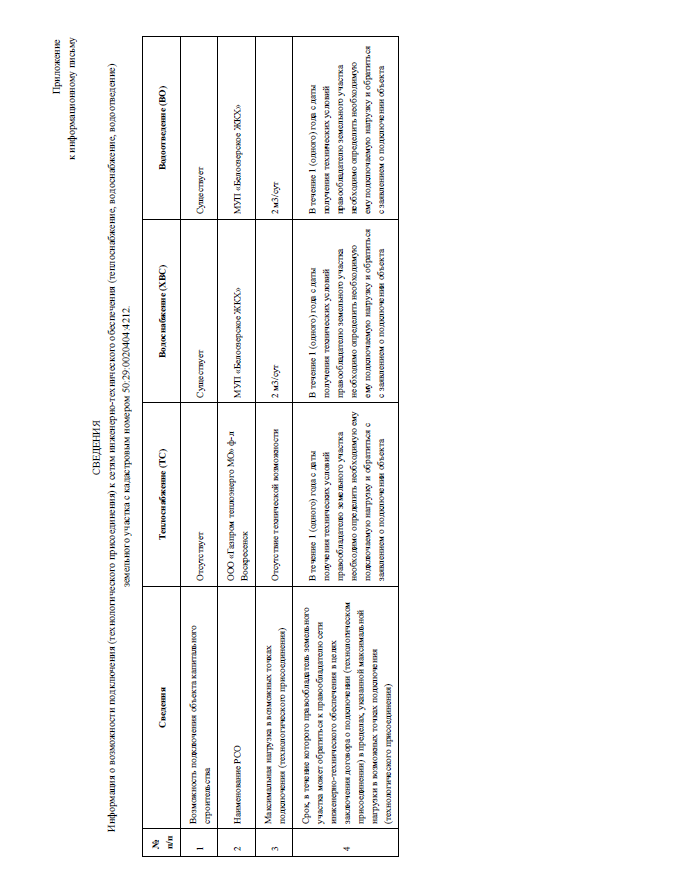 Приложение
к информационному письму
СВЕДЕНИЯ
Информация о возможности подключения (технологического присоединения) к сетям инженерно-технического обеспечения (теплоснабжение, водоснабжение, водоотведение)
земельного участка с кадастровым номером 50:29:0020404:4212.
№
п/п
Сведения
Теплоснабжение (ТС)
Водоснабжение (ХВС)
Водоотведение (ВО)
1
Возможность подключения объекта капитального
строительства
Отсутствует
Существует
Существует
2
Наименование РСО
ООО «Газпром теплоэнерго МО» ф-л
Воскресенск
МУП «Белоозерское ЖКХ»
МУП «Белоозерское ЖКХ»
3
Максимальная нагрузка в возможных точках
подключения (технологического присоединения)
Отсутствие технической возможности
2 м3/сут
2 м3/сут
4
Срок, в течение которого правообладатель земельного
участка может обратиться к правообладателю сети
инженерно-технического обеспечения в целях
заключения договора о подключении (технологическом
присоединении) в пределах, указанной максимальной
нагрузки в возможных точках подключения
(технологического присоединения)
В течение 1 (одного) года с даты
получения технических условий
правообладателю земельного участка
необходимо определить необходимую ему
подключаемую нагрузку и обратиться с
заявлением о подключении объекта
В течение 1 (одного) года с даты
получения технических условий
правообладателю земельного участка
необходимо определить необходимую
ему подключаемую нагрузку и обратиться
с заявлением о подключении объекта
В течение 1 (одного) года с даты
получения технических условий
правообладателю земельного участка
необходимо определить необходимую
ему подключаемую нагрузку и обратиться
с заявлением о подключении объекта